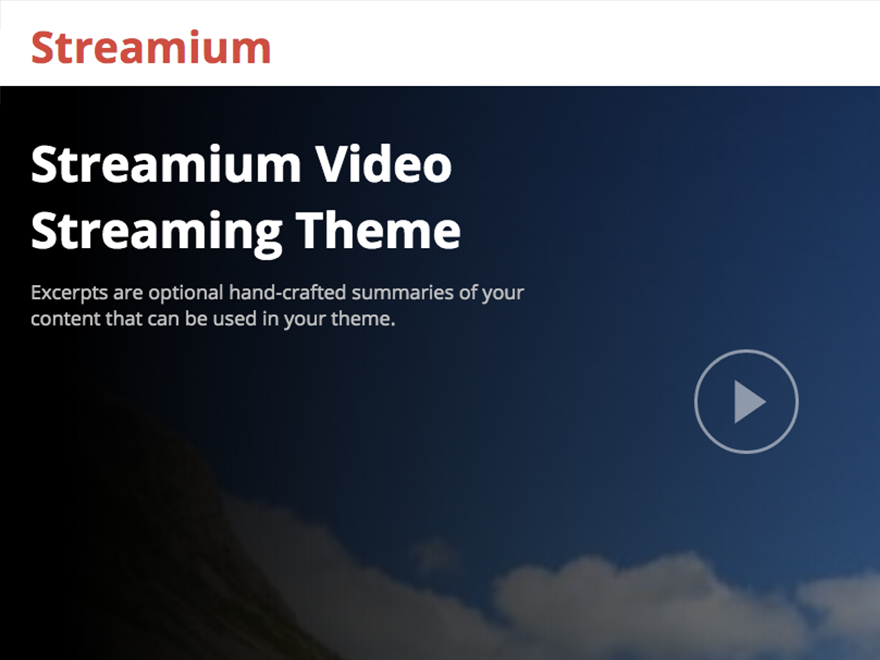 Streamium
Streamium Video
Streaming Theme
Excerpts are optional hand-crafted summaries of your
content that can be used in your theme.